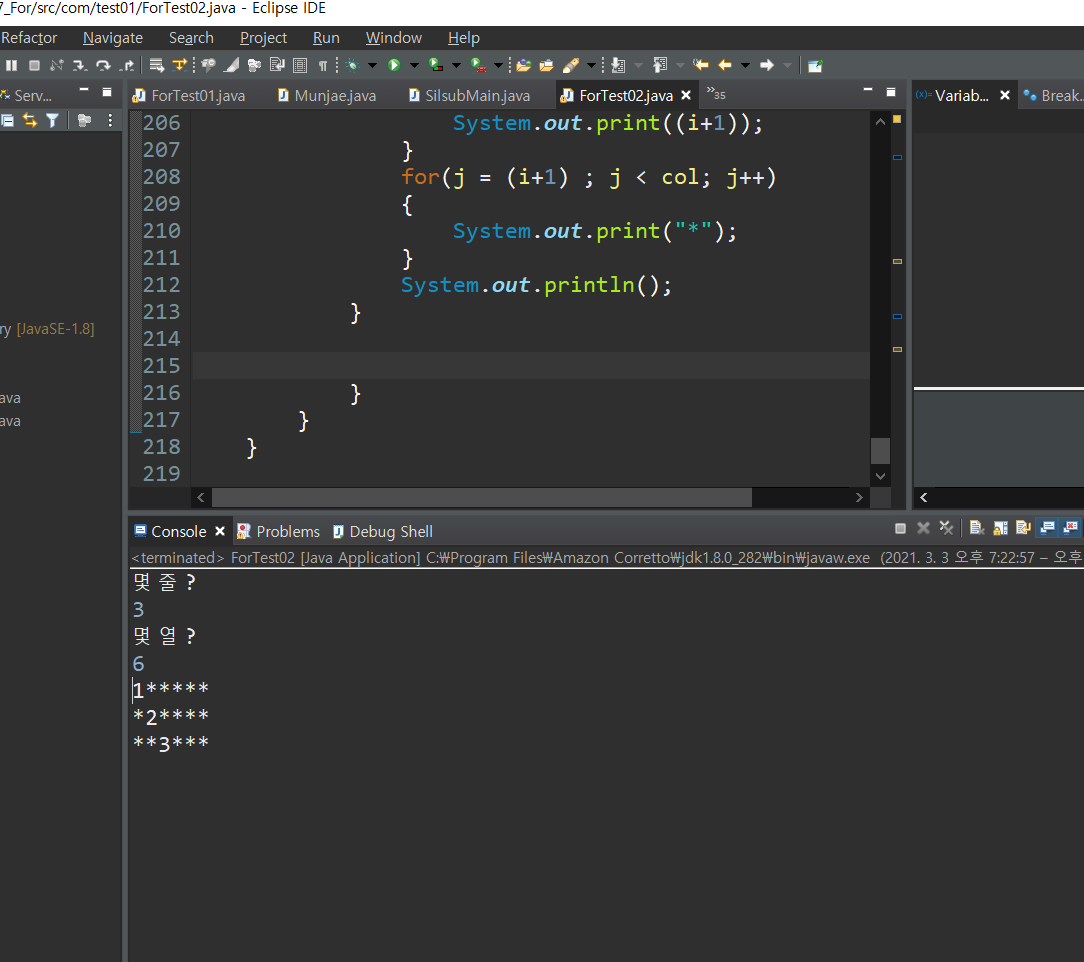 7_For/src/com/test01/ForTest02.java - Eclipse IDE
Refactor Navigate Search Project Run Window Help
Serv... ForTest01.java Munjae.java SilsubMain.java ForTest02.java »35 (x)= Variab... Break...
206 System.out.print((i+1));
207 }
208 for(j = (i+1) ; j < col; j++)
209 {
210 System.out.print("*");
211 }
212 System.out.println();
213 }
214
215
216 }
217 }
218 }
219
ry [JavaSE-1.8]
ava
ava
Console Problems Debug Shell
<terminated> ForTest02 [Java Application] C:₩Program Files₩Amazon Corretto₩jdk1.8.0_282₩bin₩javaw.exe (2021. 3. 3 오후 7:22:57 – 오후
몇 줄 ?
3
몇 열 ?
6
1*****
*2****
**3***